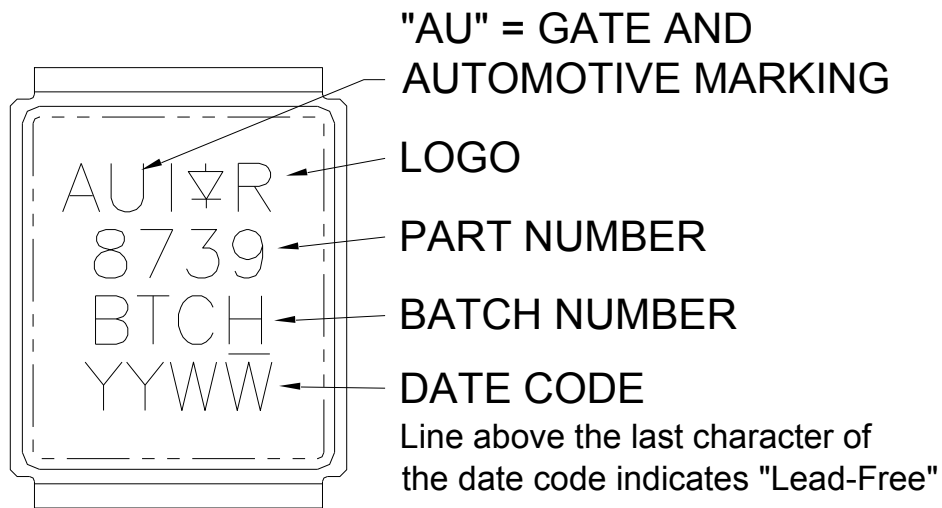 "AU" = GATE AND
AUTOMOTIVE MARKING
AUI R
LOGO
8739
PART NUMBER
BTCH
BATCH NUMBER
YYWW
DATE CODE
Line above the last character of
the date code indicates "Lead-Free"